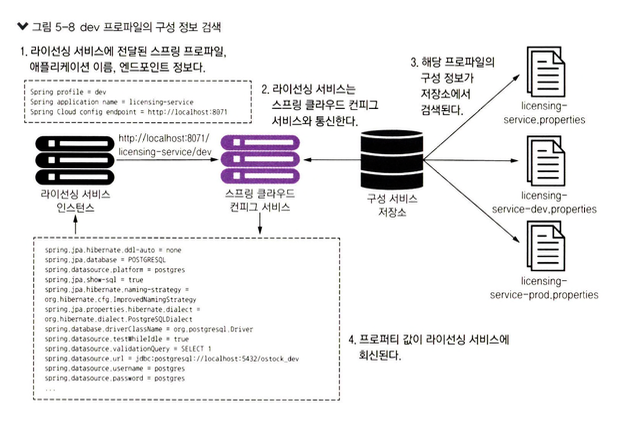 그림 5-8 dev 프로파일의 구성 정보 검색
1. 라이선싱 서비스에 전달된 스프링 프로파일,
애플리케이션 이름, 엔드포인트 정보다.
Spring profile = dev
Spring application name = licensing-service
Spring Cloud config endpoint = http://localhost:8071
2. 라이선싱 서비스는
스프링 클라우드 컨피그
서비스와 통신한다.
3. 해당 프로파일의
구성 정보가
저장소에서
검색된다.
http://localhost:8071/
licensing-service/dev
라이선싱 서비스
인스턴스
스프링 클라우드
컨피그 서비스
구성 서비스
저장소
licensing-
service.properties
licensing-
service-dev.properties
licensing-
service-prod.properties
spring.jpa.hibernate.ddl-auto = none
spring.jpa.database = POSTGRESQL
spring.datasource.platform = postgres
spring.jpa.show-sql = true
spring.jpa.hibernate.naming-strategy =
org.hibernate.cfg.ImprovedNamingStrategy
spring.jpa.properties.hibernate.dialect =
org.hibernate.dialect.PostgreSQLDialect
spring.database.driverClassName = org.postgresql.Driver
spring.datasource.testWhileIdle = true
spring.datasource.validationQuery = SELECT 1
spring.datasource.url = jdbc:postgresql://localhost:5432/ostock_dev
spring.datasource.username = postgres
spring.datasource.password = postgres
...
4. 프로퍼티 값이 라이선싱 서비스에
회신된다.